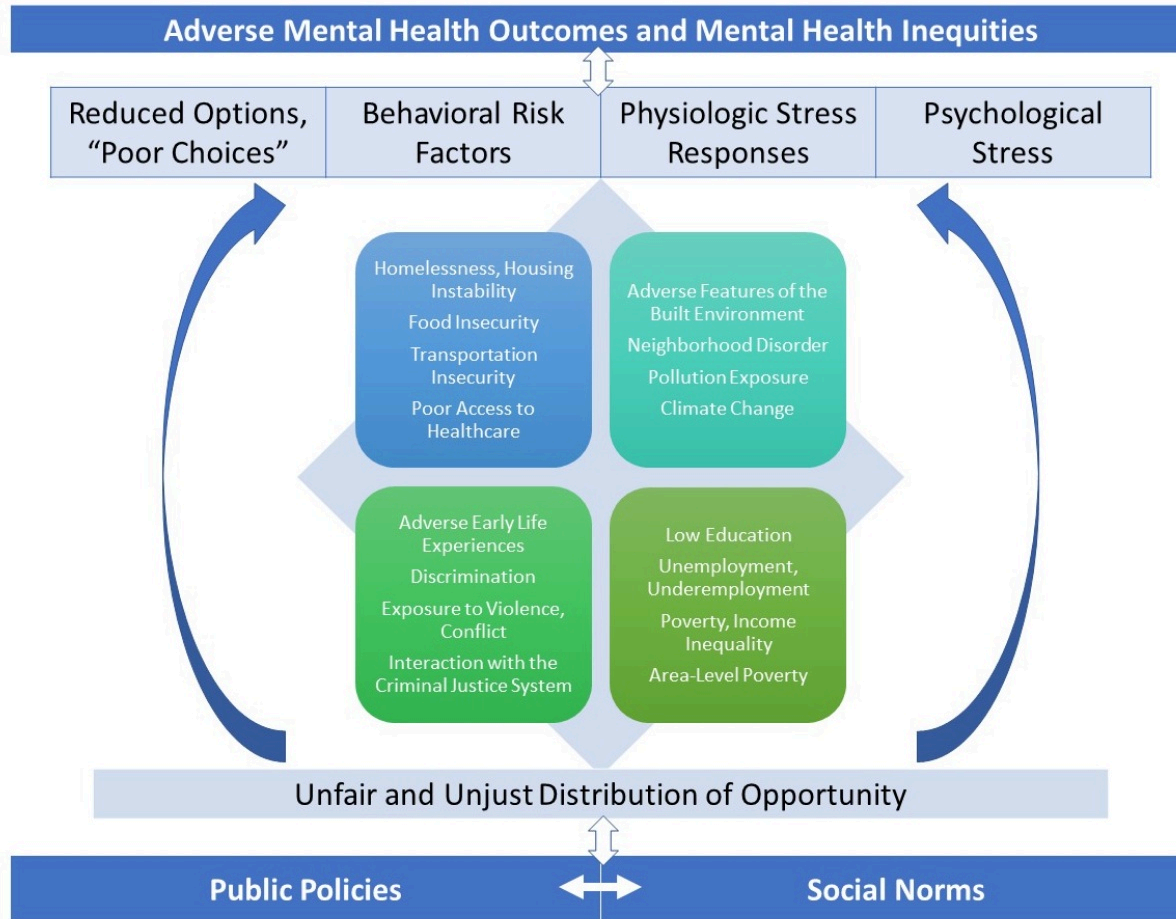 Adverse Mental Health Outcomes and Mental Health Inequities
Reduced Options,
“Poor Choices”
Behavioral Risk
Factors
Physiologic Stress
Responses
Psychological
Stress
Homelessness, Housing
Instability
Food Insecurity
Transportation
Insecurity
Poor Access to
Healthcare
Adverse Features of the
Built Environment
Neighborhood Disorder
Pollution Exposure
Climate Change
Adverse Early Life
Experiences
Discrimination
Exposure to Violence,
Conflict
Interaction with the
Criminal Justice System
Low Education
Unemployment,
Underemployment
Poverty, Income
Inequality
Area-Level Poverty
Unfair and Unjust Distribution of Opportunity
Public Policies
Social Norms